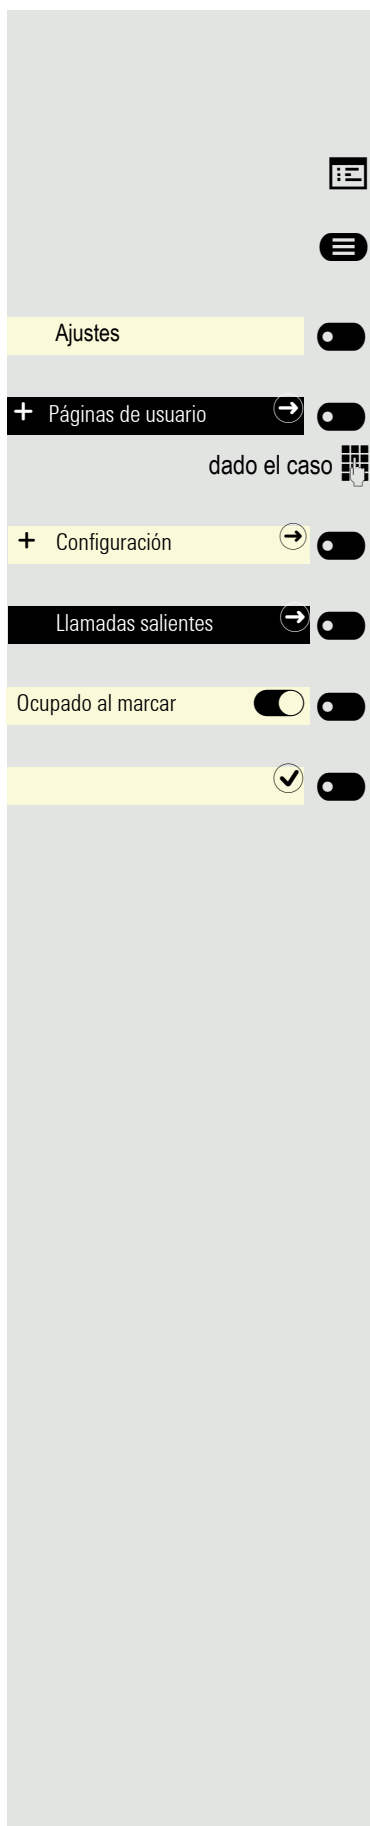 Ajustes
+ Páginas de usuario
dado el caso
+ Configuración
Llamadas salientes
Ocupado al marcar